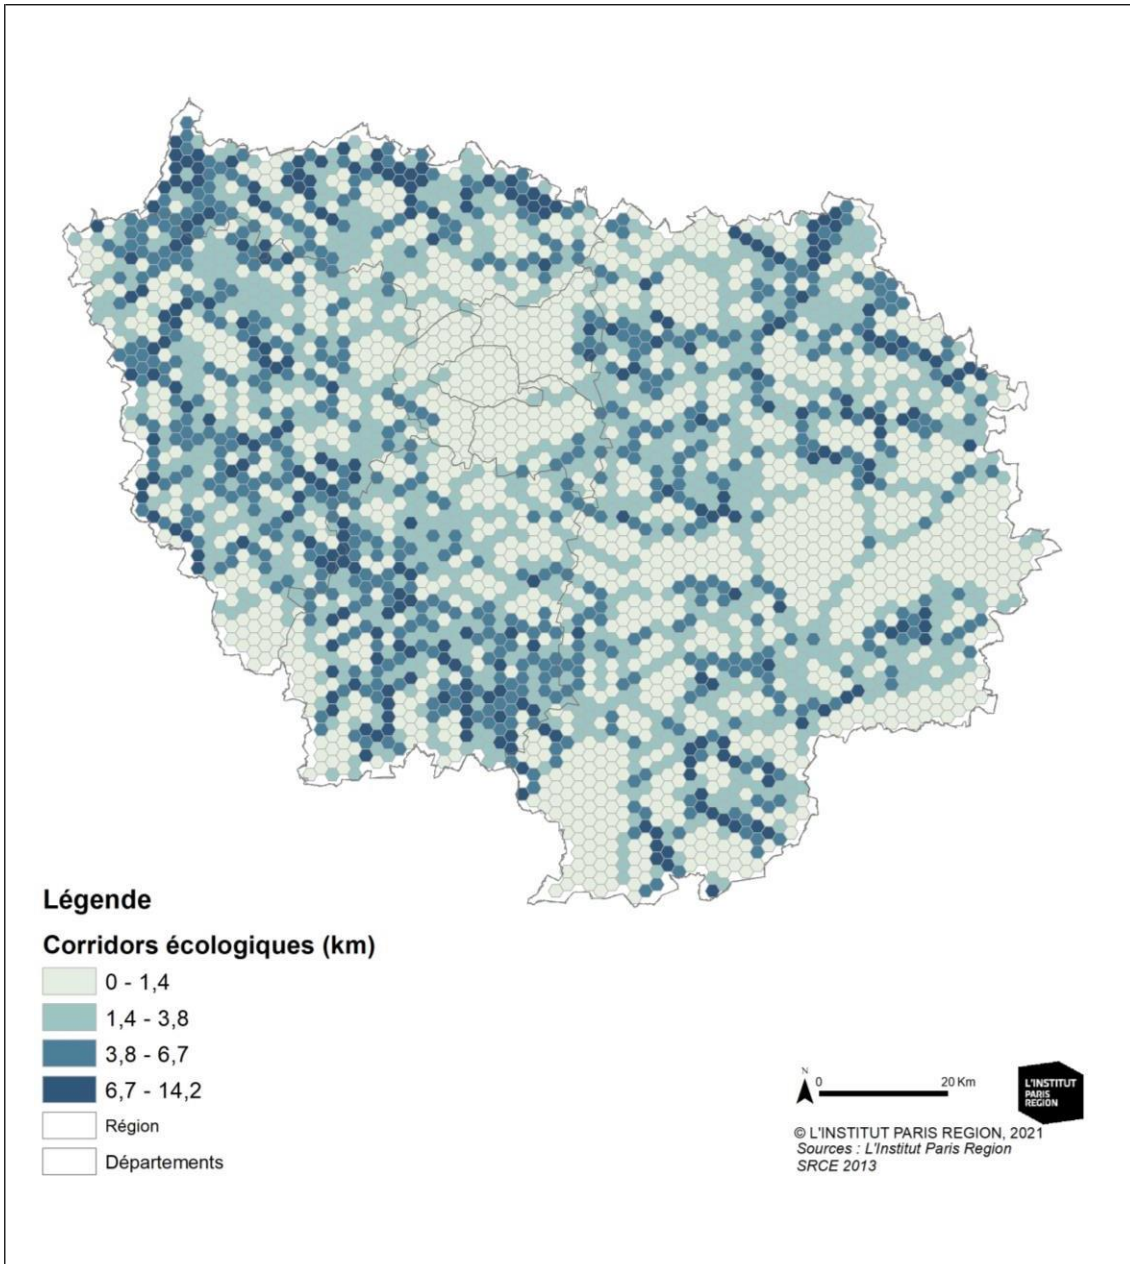 Légende
Corridors écologiques (km)
0 - 1,4
1,4 - 3,8
3,8 - 6,7
6,7 - 14,2
Région
Départements
N
0 20 Km
L'INSTITUT
PARIS
REGION
© L'INSTITUT PARIS REGION, 2021
Sources : L'Institut Paris Region
SRCE 2013